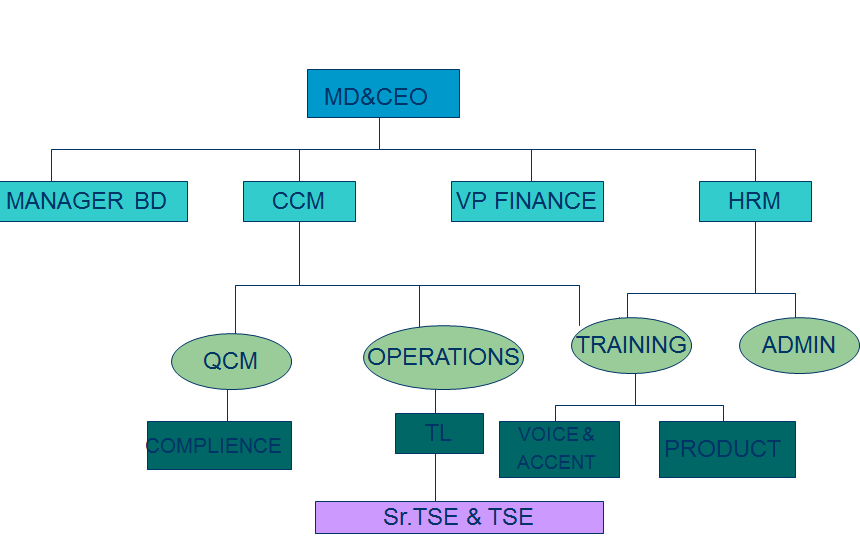 MD&CEO
MANAGER BD
CCM
VP FINANCE
HRM
QCM
OPERATIONS
TRAINING
ADMIN
COMPLIENCE
TL
VOICE &
ACCENT
PRODUCT
Sr.TSE & TSE